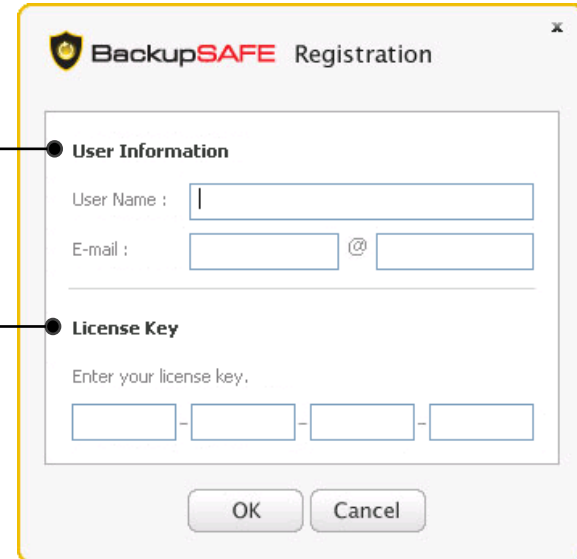 x
BackupSAFE Registration
User Information
User Name :
E-mail : @
License Key
Enter your license key.
- - -
OK Cancel